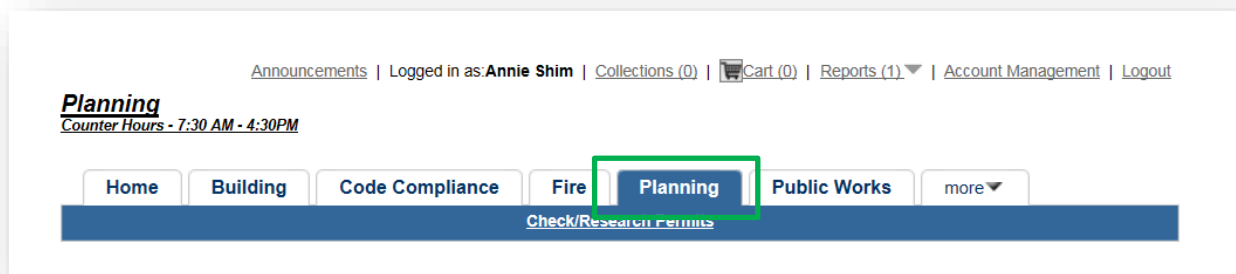 Announcements | Logged in as:Annie Shim | Collections (0) | Cart (0) | Reports (1) | Account Management | Logout
Planning
Counter Hours - 7:30 AM - 4:30PM
Home Building Code Compliance Fire Planning Public Works more
Check/Research Permits